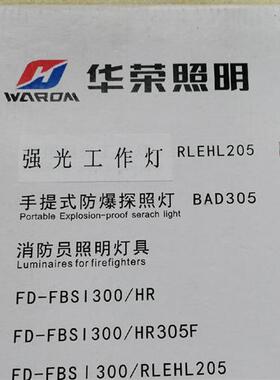 WAROM 华荣照明
强光工作灯 RLEHL205
手提式防爆探照灯 BAD305
Portable Explosion-proof serach light
消防员照明灯具
Luminaires for firefighters
FD-FBSI300/HR
FD-FBSI300/HR305F
FD-FBSI300/RLEHL205